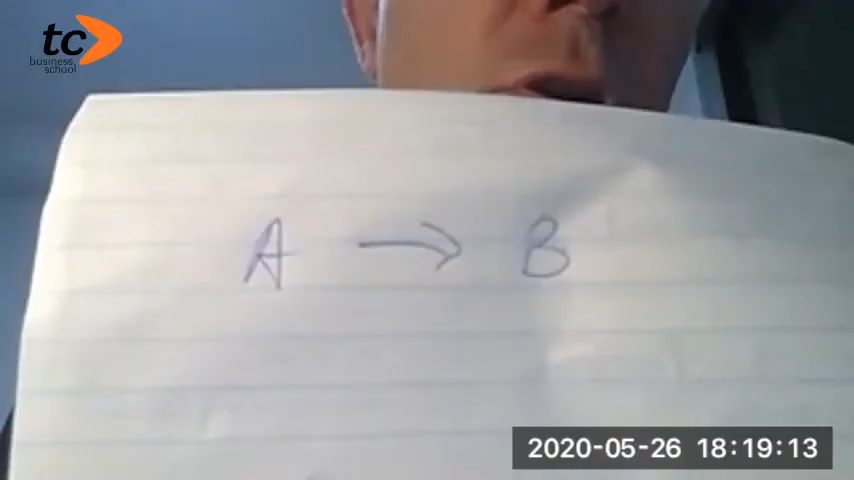 tc
business
school
A → B
2020-05-26 18:19:13